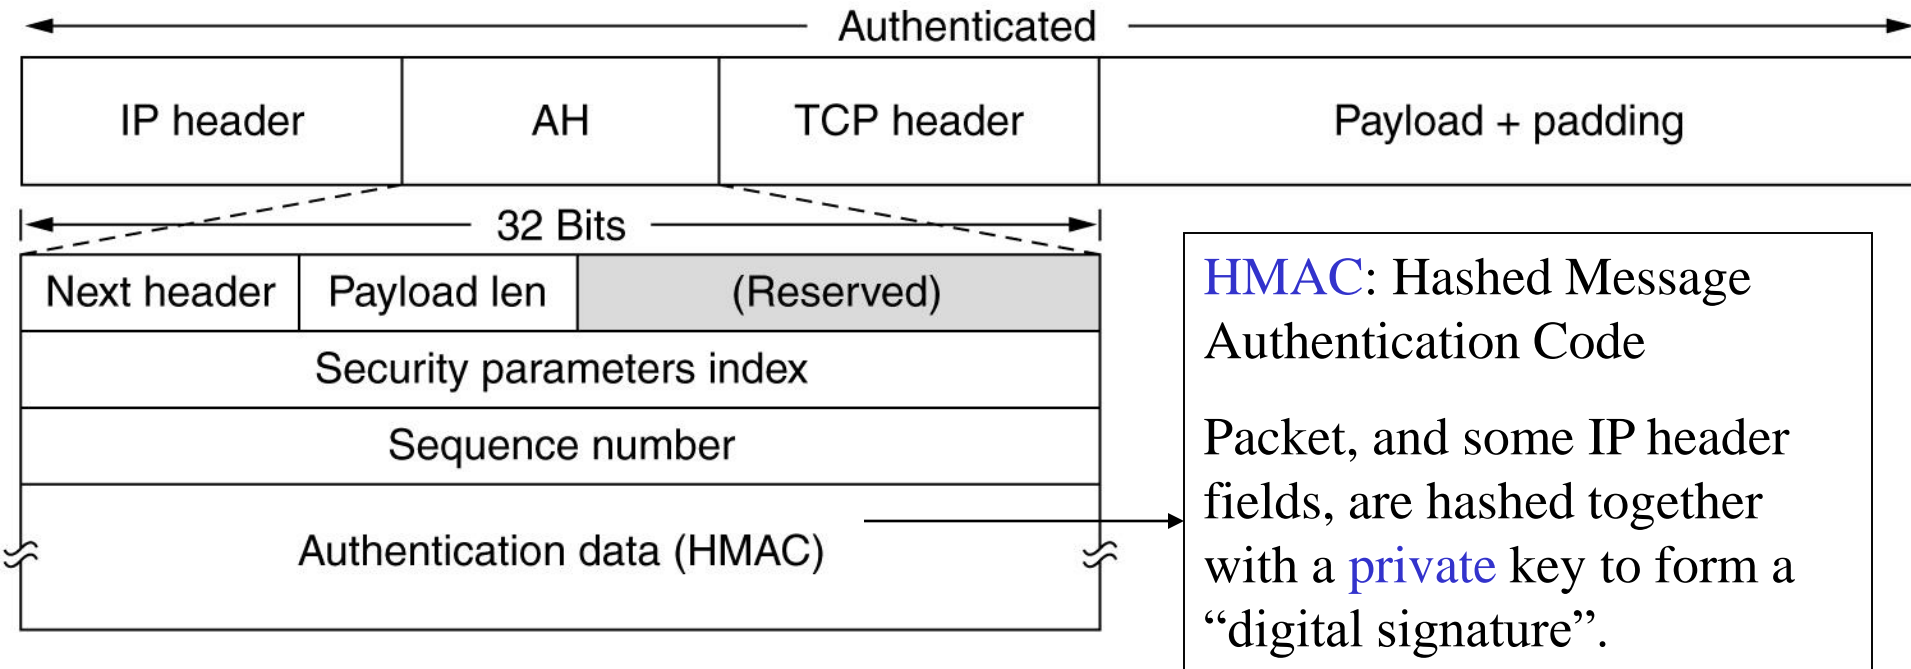 Authenticated
IP header AH TCP header Payload + padding
32 Bits
Next header Payload len (Reserved)
Security parameters index
Sequence number
Authentication data (HMAC)
HMAC: Hashed Message
Authentication Code
Packet, and some IP header
fields, are hashed together
with a private key to form a
“digital signature”.